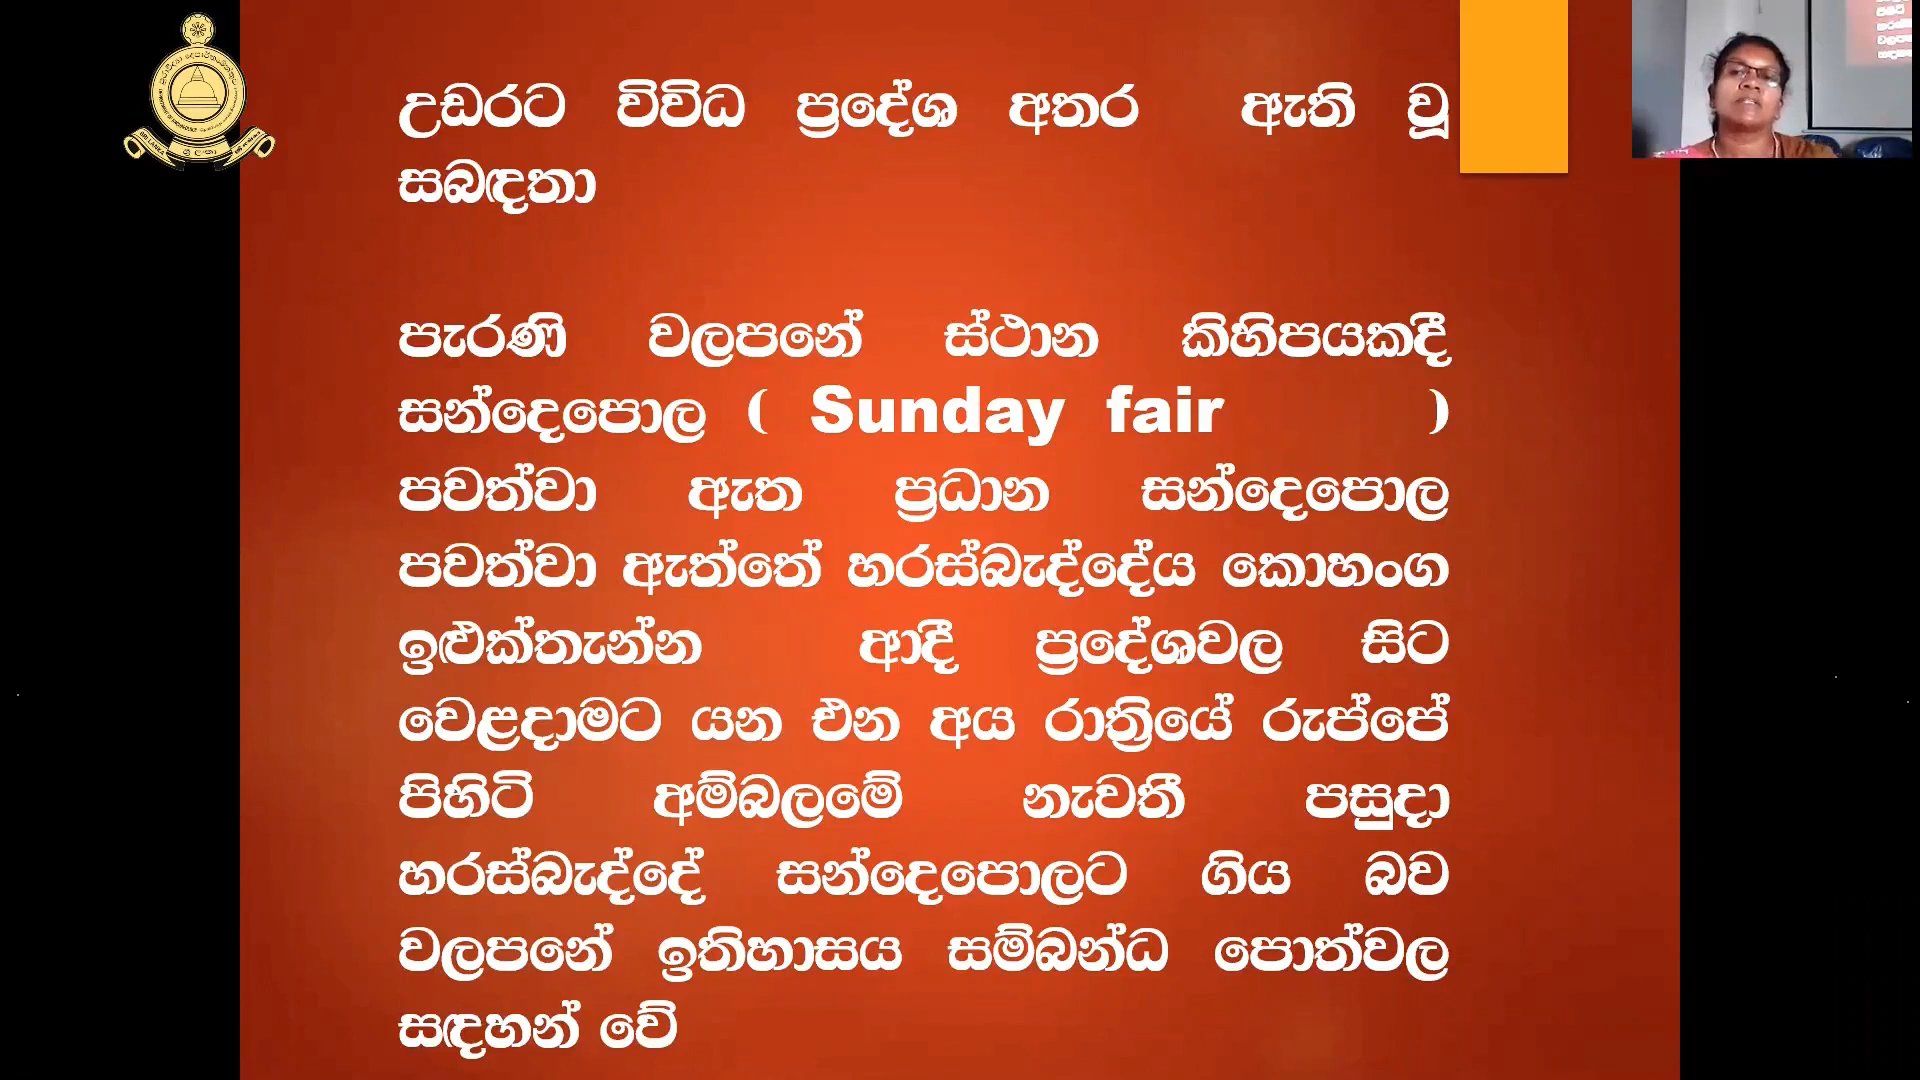 උඩරට විවිධ ප්‍රදේශ අතර ඇති වූ
සබඳතා
පැරණි වලපනේ ස්ථාන කිහිපයකදී
සන්දෙපොල ( Sunday fair )
පවත්වා ඇත ප්‍රධාන සන්දෙපොල
පවත්වා ඇත්තේ හරස්බැද්දේය කොහංග
ඉළුක්තැන්න ආදී ප්‍රදේශවල සිට
වෙළදාමට යන එන අය රාත්‍රියේ රුප්පේ
පිහිටි අම්බලමේ නැවතී පසුදා
හරස්බැද්දේ සන්දෙපොලට ගිය බව
වලපනේ ඉතිහාසය සම්බන්ධ පොත්වල
සඳහන් වේ